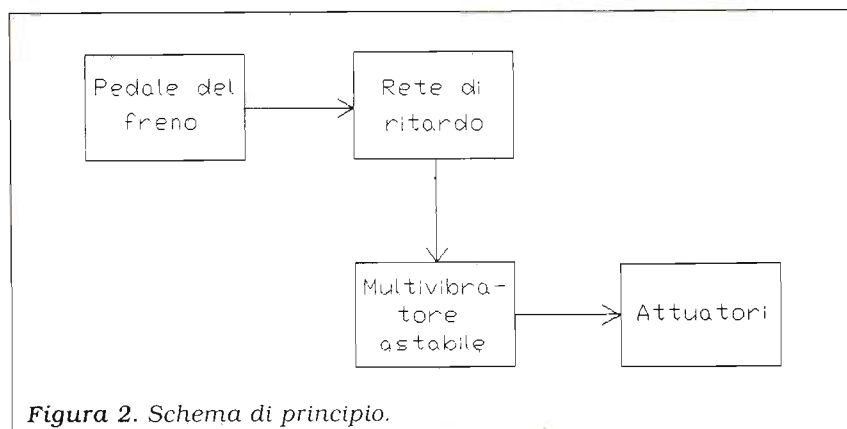 Pedale del
freno
Rete di
ritardo
Multivibra-
tore
astabile
Attuatori
Figura 2. Schema di principio.